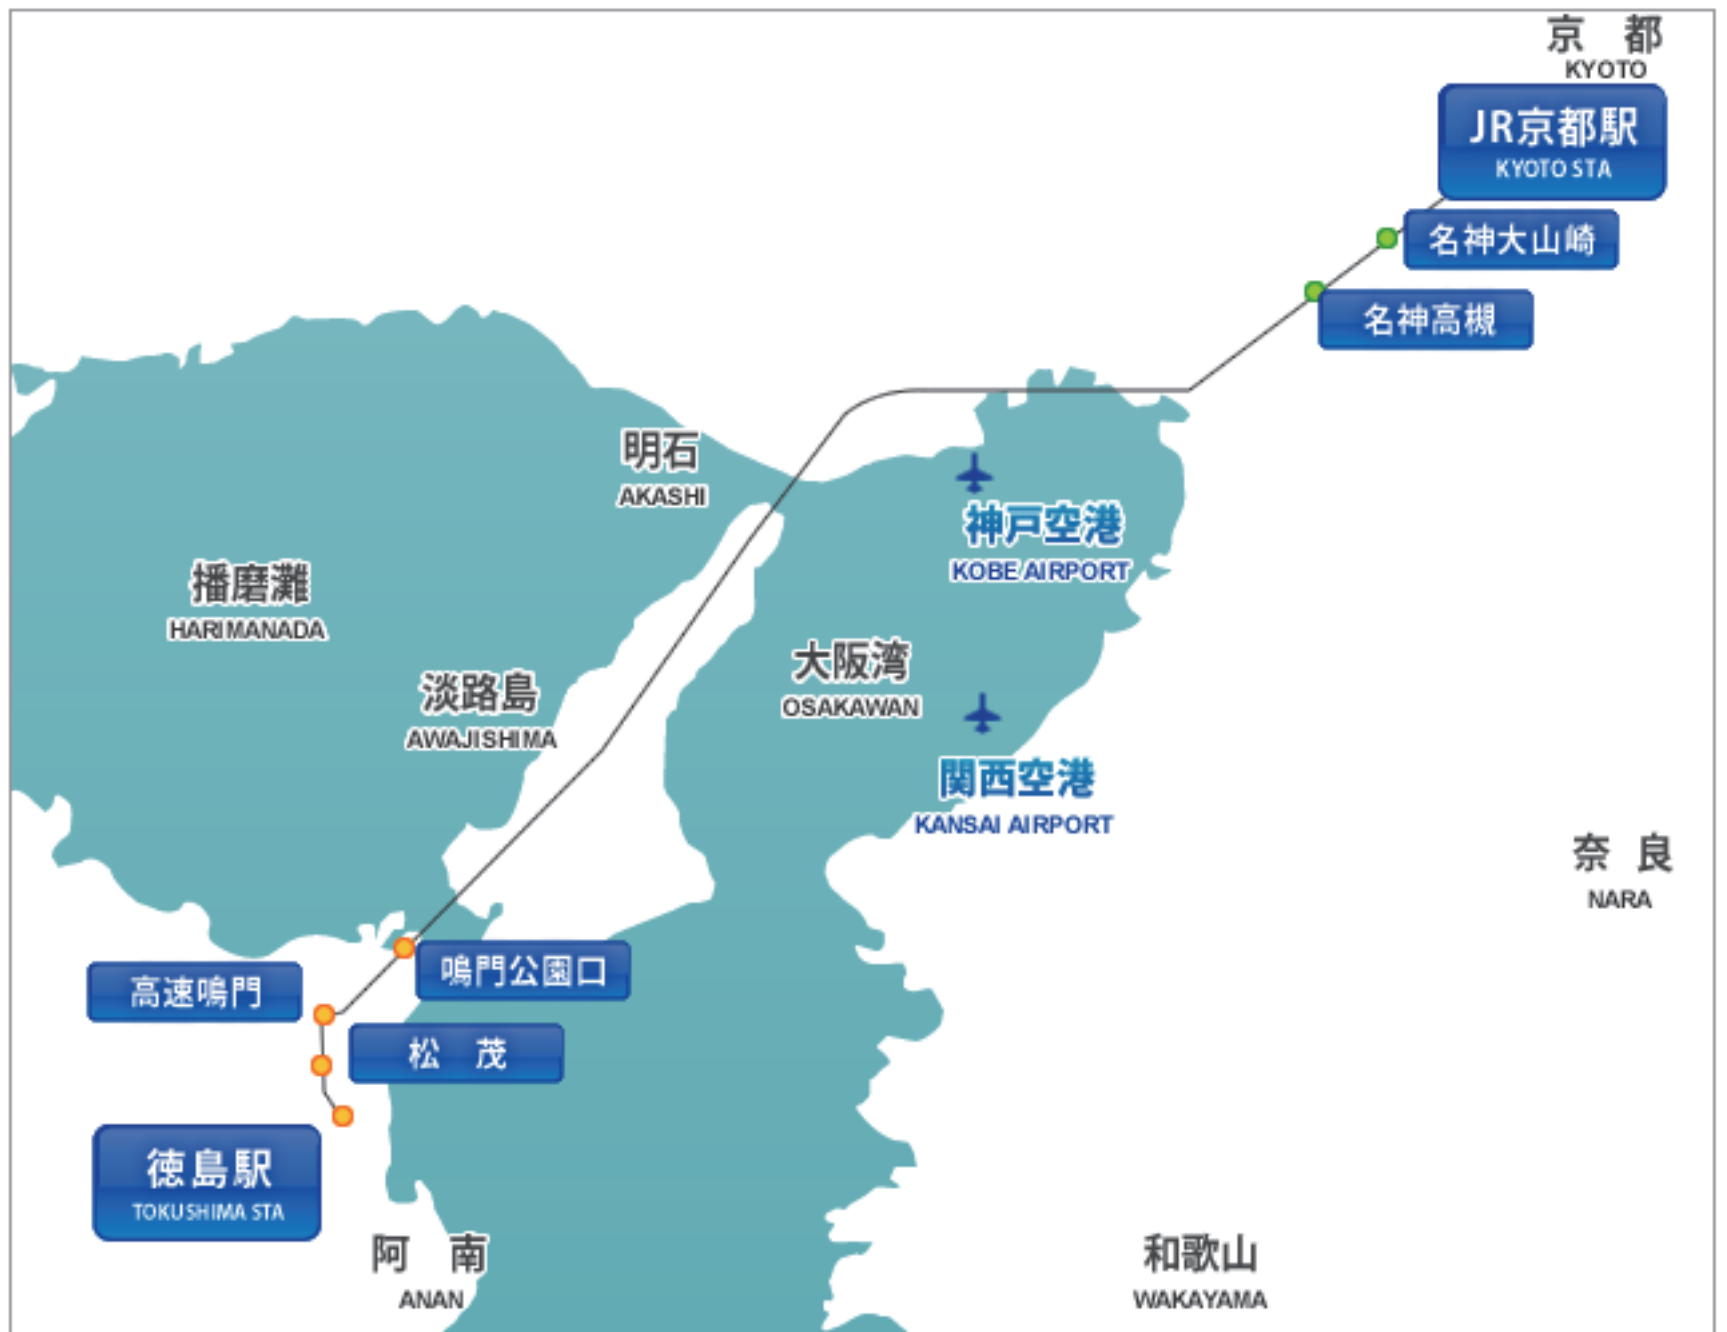 京　都
KYOTO
JR京都駅
KYOTO STA
名神大山崎
名神高槻
明石
AKASHI
神戸空港
KOBE AIRPORT
播磨灘
HARIMANADA
大阪湾
OSAKAWAN
淡路島
AWAJISHIMA
関西空港
KANSAI AIRPORT
奈 良
NARA
鳴門公園口
高速鳴門
松　茂
徳島駅
TOKUSHIMA STA
阿　南
ANAN
和歌山
WAKAYAMA